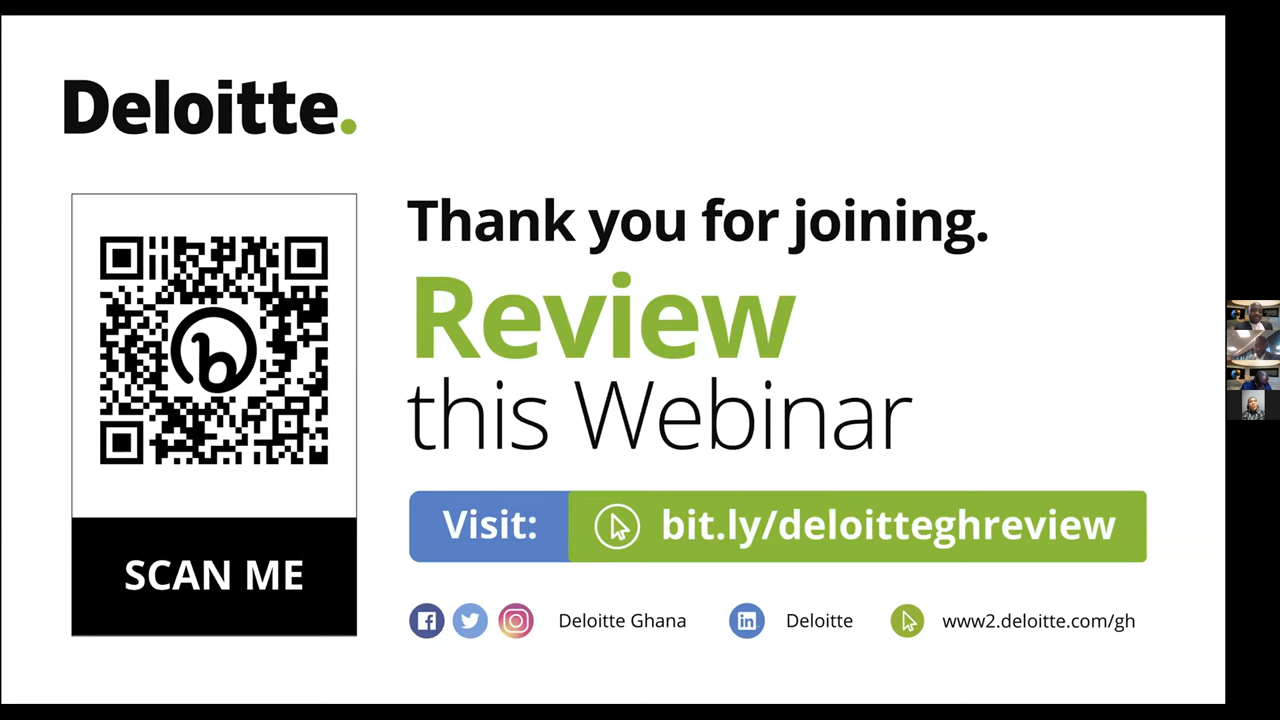 Deloitte.
Thank you for joining.
Review
this Webinar
Visit: bit.ly/deloitteghreview
SCAN ME
Deloitte Ghana Deloitte www2.deloitte.com/gh